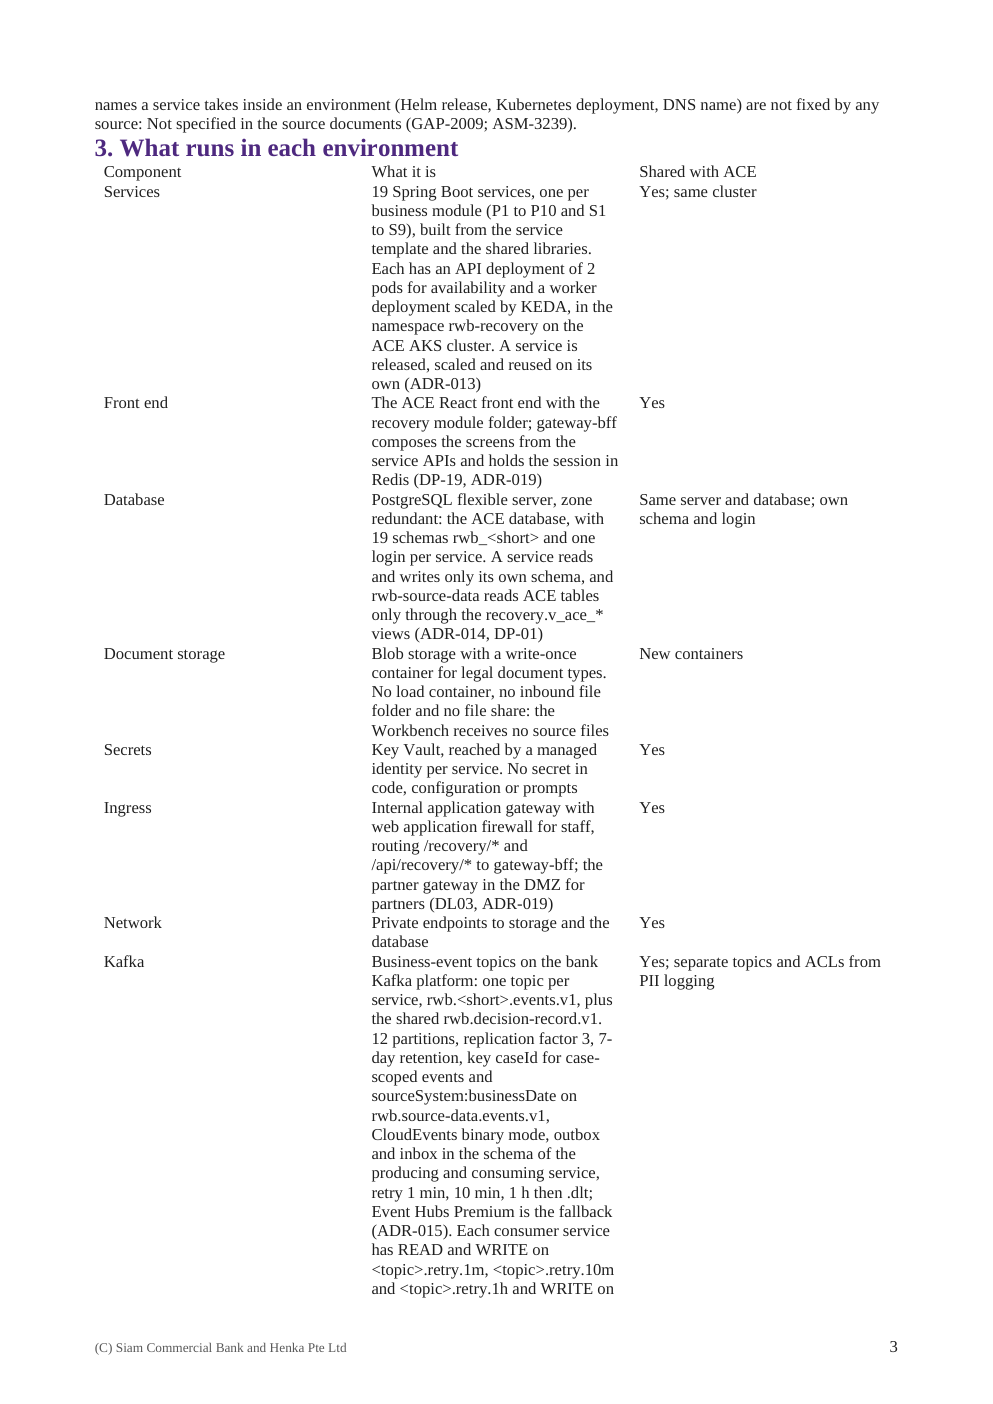 names a service takes inside an environment (Helm release, Kubernetes deployment, DNS name) are not fixed by any
source: Not specified in the source documents (GAP-2009; ASM-3239).
3. What runs in each environment
Component What it is Shared with ACE
Services 19 Spring Boot services, one per Yes; same cluster
business module (P1 to P10 and S1
to S9), built from the service
template and the shared libraries.
Each has an API deployment of 2
pods for availability and a worker
deployment scaled by KEDA, in the
namespace rwb-recovery on the
ACE AKS cluster. A service is
released, scaled and reused on its
own (ADR-013)
Front end The ACE React front end with the Yes
recovery module folder; gateway-bff
composes the screens from the
service APIs and holds the session in
Redis (DP-19, ADR-019)
Database PostgreSQL flexible server, zone Same server and database; own
redundant: the ACE database, with schema and login
19 schemas rwb_<short> and one
login per service. A service reads
and writes only its own schema, and
rwb-source-data reads ACE tables
only through the recovery.v_ace_*
views (ADR-014, DP-01)
Document storage Blob storage with a write-once New containers
container for legal document types.
No load container, no inbound file
folder and no file share: the
Workbench receives no source files
Secrets Key Vault, reached by a managed Yes
identity per service. No secret in
code, configuration or prompts
Ingress Internal application gateway with Yes
web application firewall for staff,
routing /recovery/* and
/api/recovery/* to gateway-bff; the
partner gateway in the DMZ for
partners (DL03, ADR-019)
Network Private endpoints to storage and the Yes
database
Kafka Business-event topics on the bank Yes; separate topics and ACLs from
Kafka platform: one topic per PII logging
service, rwb.<short>.events.v1, plus
the shared rwb.decision-record.v1.
12 partitions, replication factor 3, 7-
day retention, key caseId for case-
scoped events and
sourceSystem:businessDate on
rwb.source-data.events.v1,
CloudEvents binary mode, outbox
and inbox in the schema of the
producing and consuming service,
retry 1 min, 10 min, 1 h then .dlt;
Event Hubs Premium is the fallback
(ADR-015). Each consumer service
has READ and WRITE on
<topic>.retry.1m, <topic>.retry.10m
and <topic>.retry.1h and WRITE on
(C) Siam Commercial Bank and Henka Pte Ltd 3